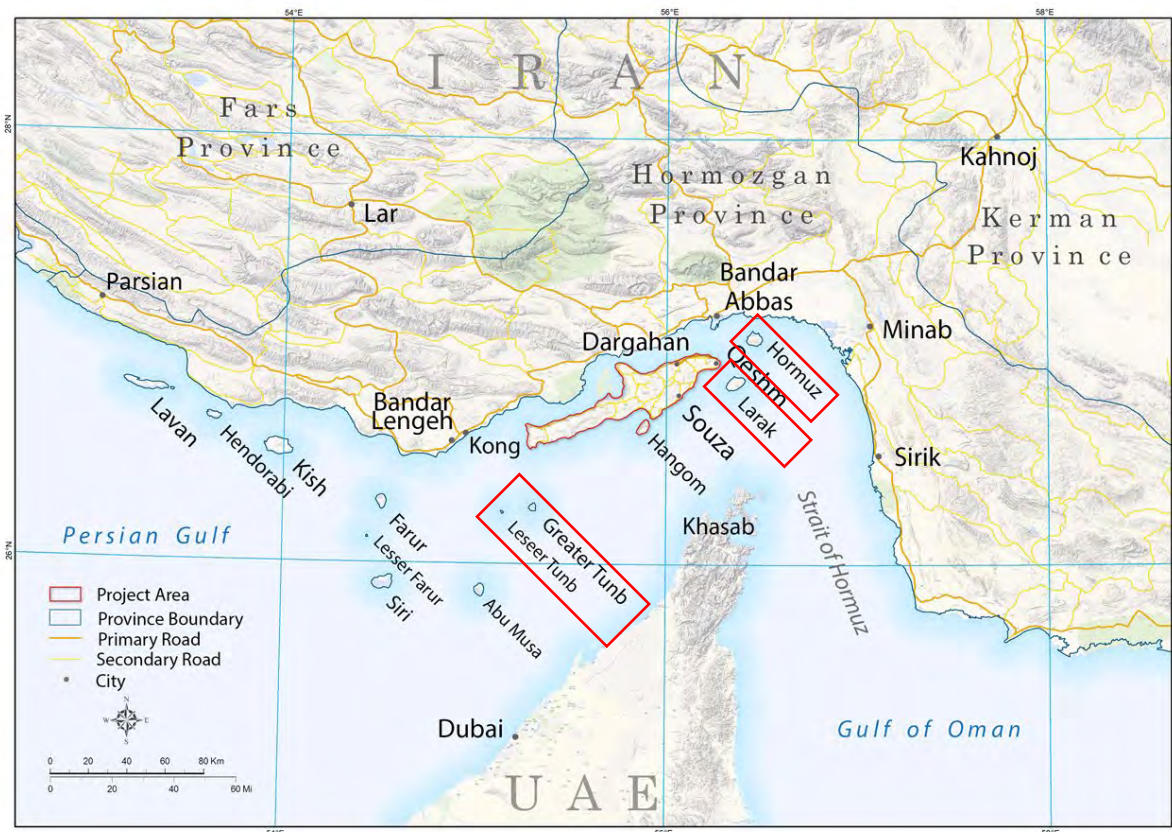 54°E
56°E
58°E
I R A N
Fars
Province
28°N
Kahnoj
Hormozgan
Province
Kerman
Province
Lar
Bandar
Abbas
Parsian
Minab
Dargahan
Qeshm
Hormuz
Larak
Lavan
Hendorabi
Kish
Bandar
Lengeh
Kong
Souza
Hangom
Sirik
Persian Gulf
Farur
Lesser Farur
Siri
Greater Tunb
Leseer Tunb
Abu Musa
Khasab
Strait of Hormuz
26°N
Project Area
Province Boundary
Primary Road
Secondary Road
City
N
W E
S
0 20 40 60 80 Km
0 20 40 60 Mi
Dubai
Gulf of Oman
U A E